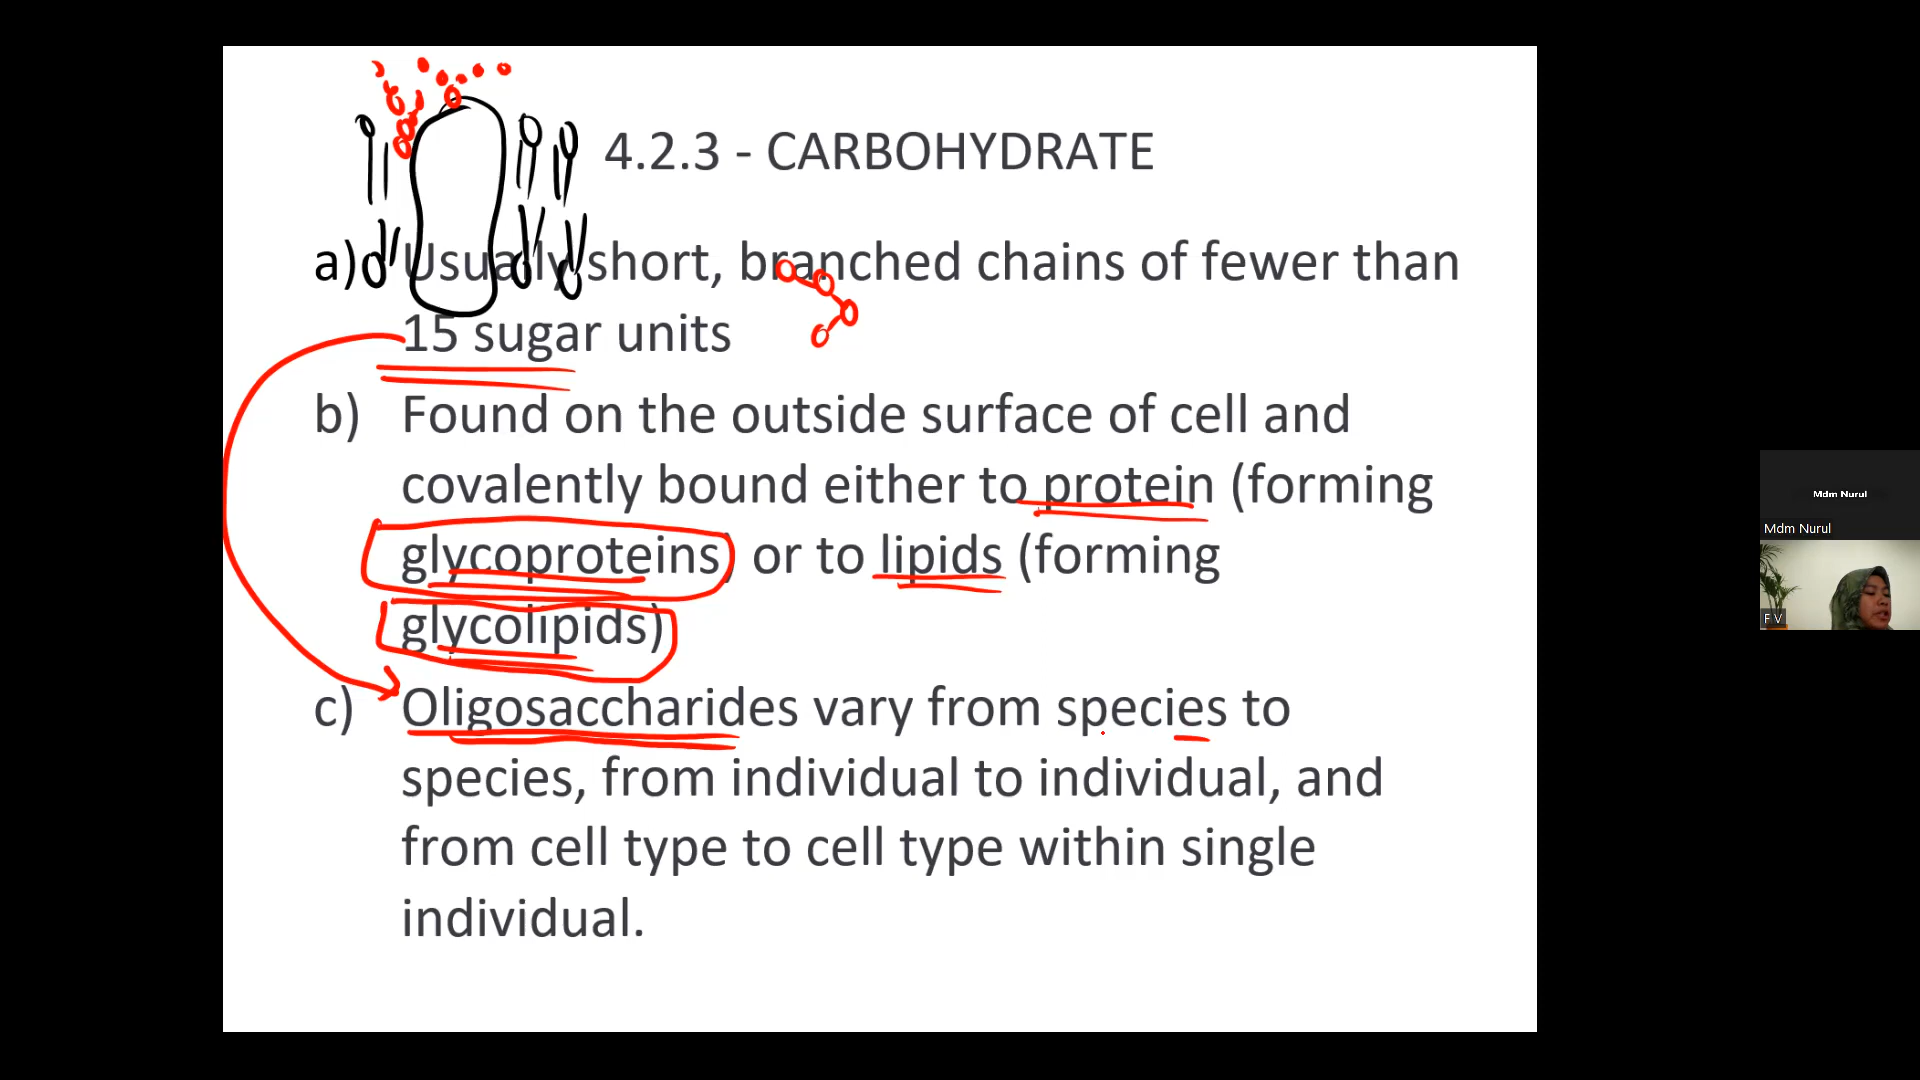 4.2.3 - CARBOHYDRATE
a) Usually short, branched chains of fewer than
15 sugar units
b) Found on the outside surface of cell and
covalently bound either to protein (forming
glycoproteins) or to lipids (forming
glycolipids)
c) Oligosaccharides vary from species to
species, from individual to individual, and
from cell type to cell type within single
individual.
Mdm Nurul
Mdm Nurul
F V